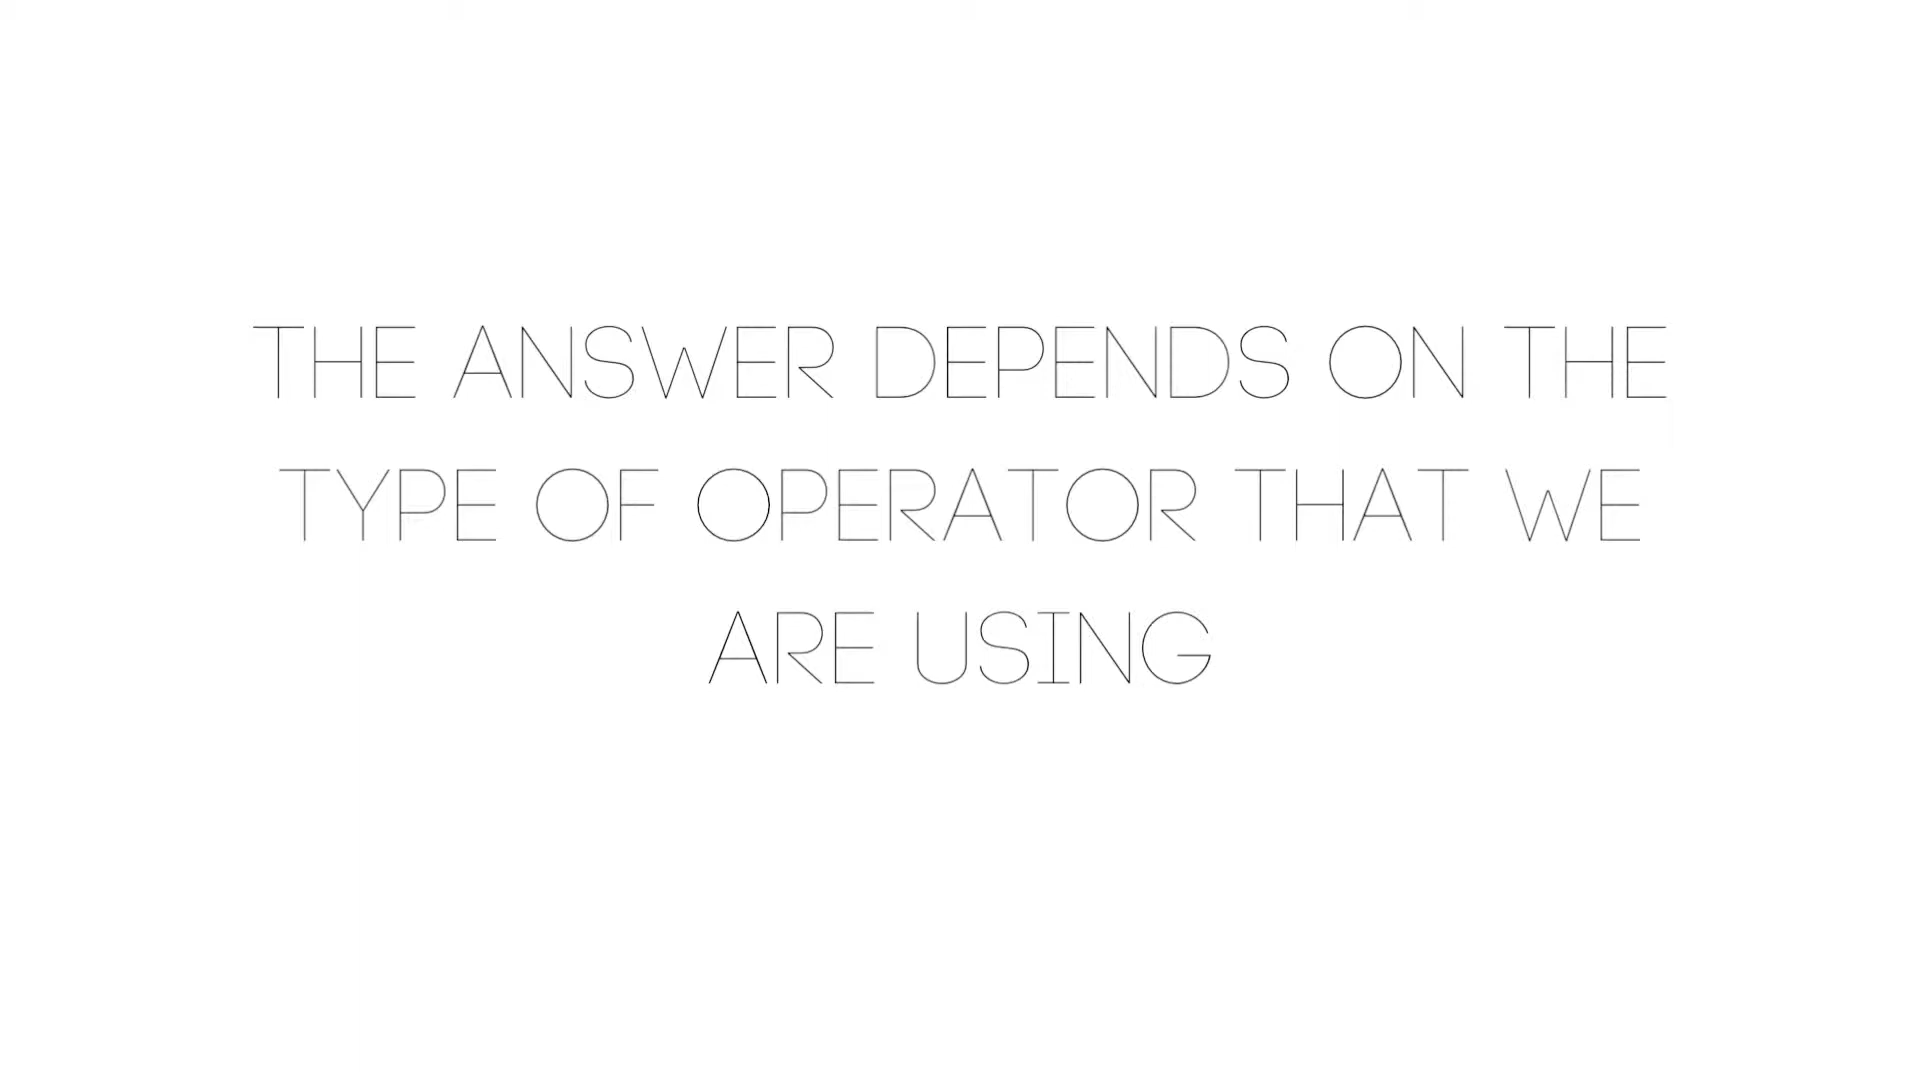 THE ANSWER DEPENDS ON THE
TYPE OF OPERATOR THAT WE
ARE USING